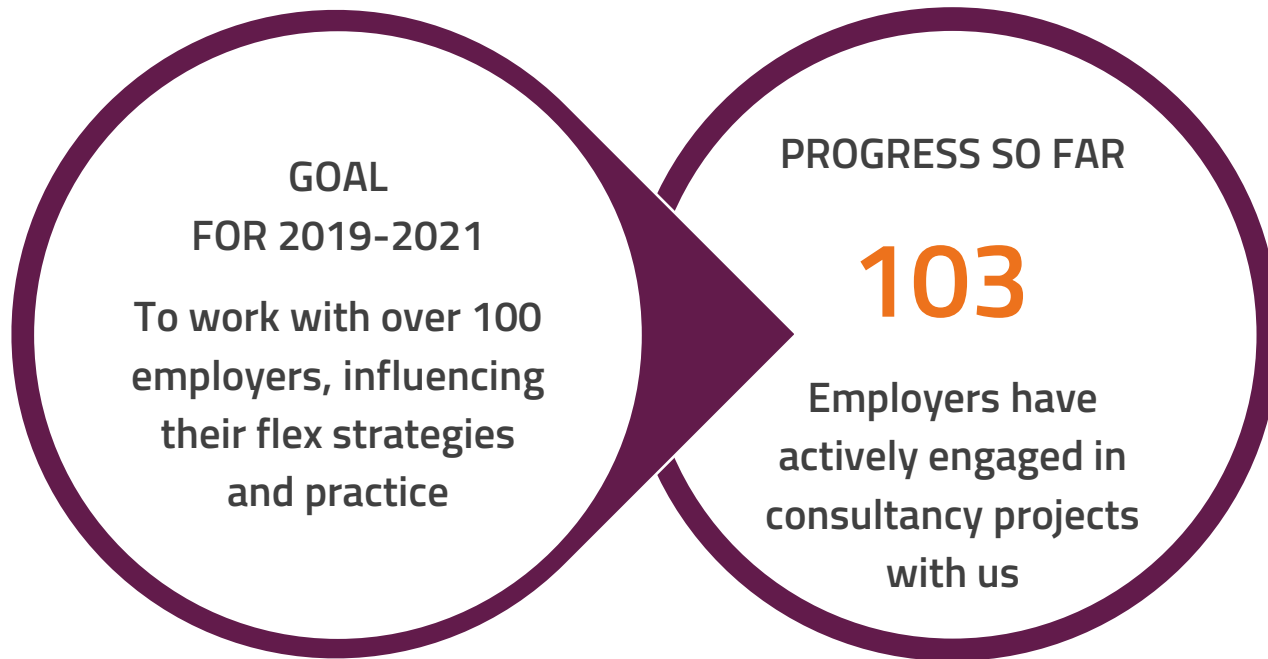 GOAL
FOR 2019-2021
To work with over 100
employers, influencing
their flex strategies
and practice
PROGRESS SO FAR
103
Employers have
actively engaged in
consultancy projects
with us